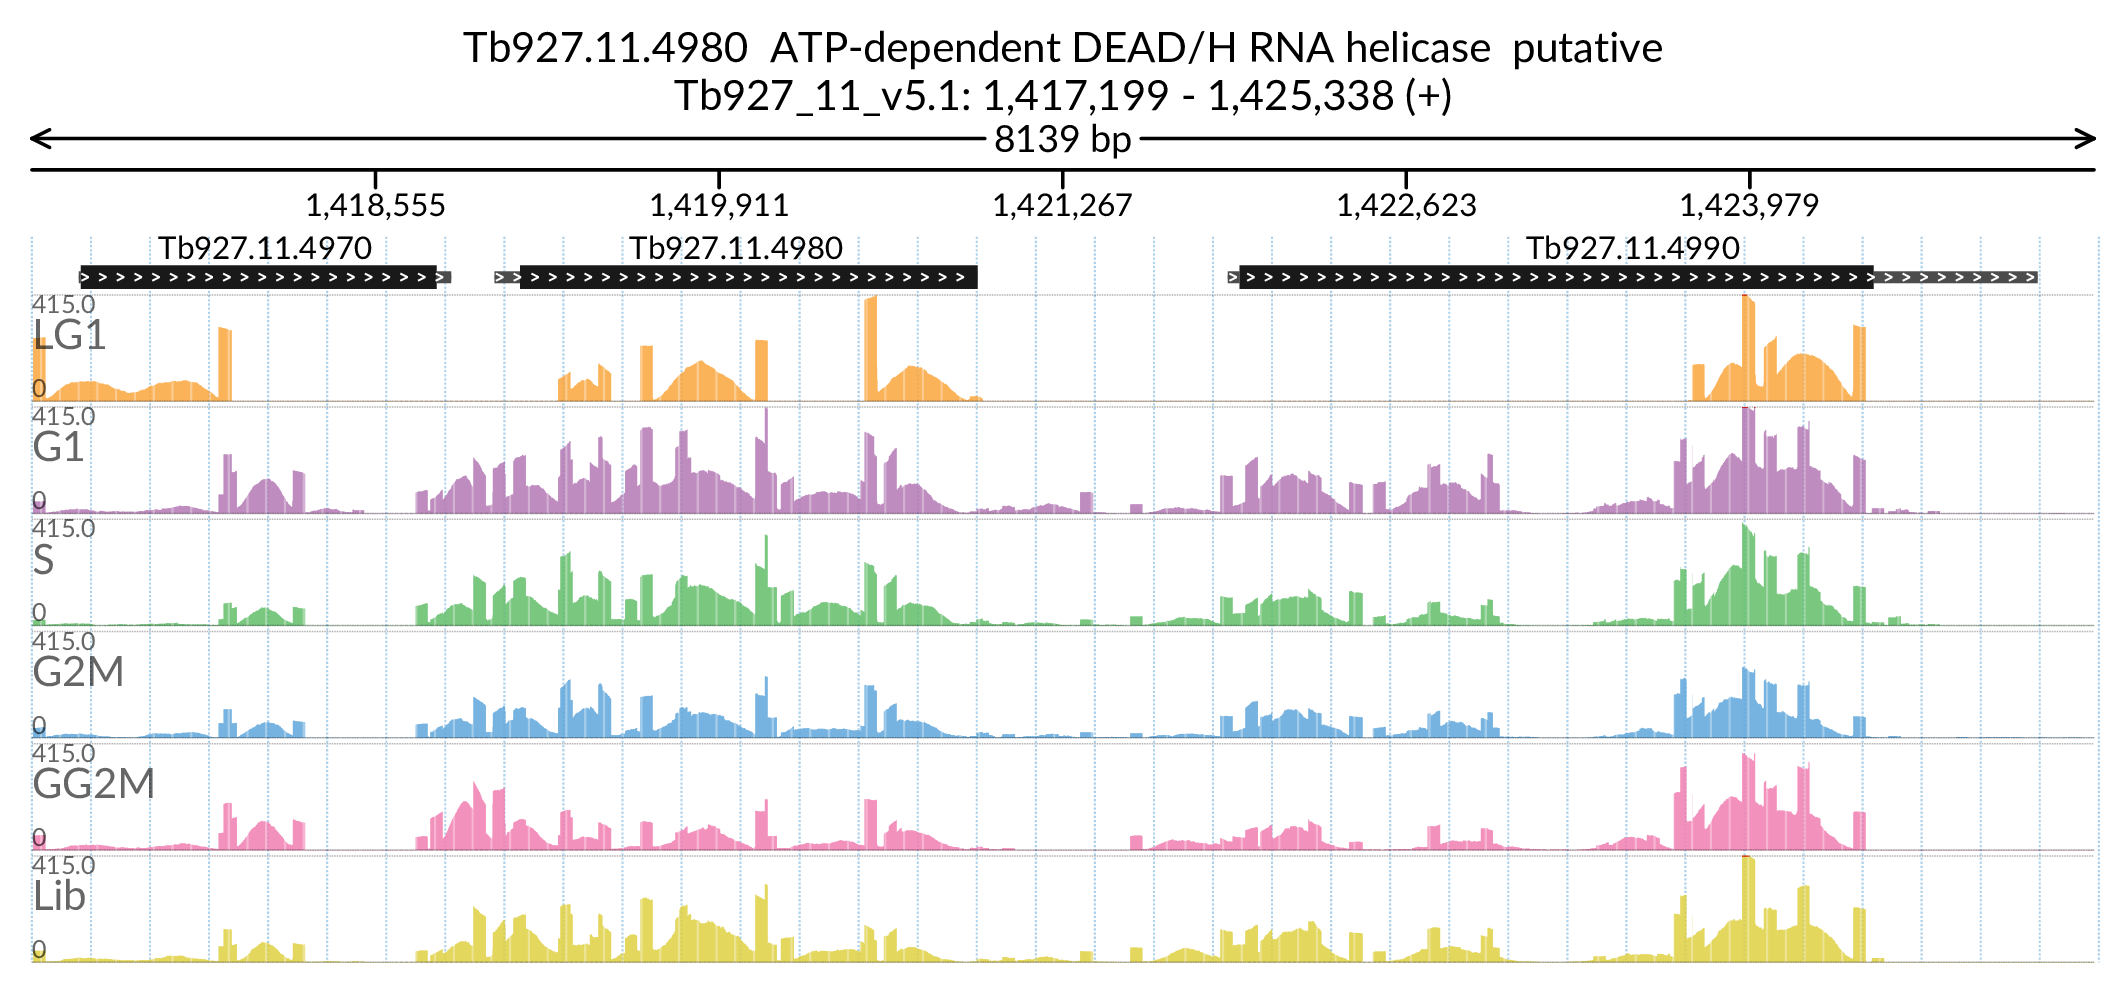 Tb927.11.4980  ATP-dependent DEAD/H RNA helicase  putative
Tb927_11_v5.1: 1,417,199 - 1,425,338 (+)
8139 bp
1,418,555 1,419,911 1,421,267 1,422,623 1,423,979
Tb927.11.4970 Tb927.11.4980 Tb927.11.4990
415.0
LG1
0
415.0
G1
0
415.0
S
0
415.0
G2M
0
415.0
GG2M
0
415.0
Lib
0